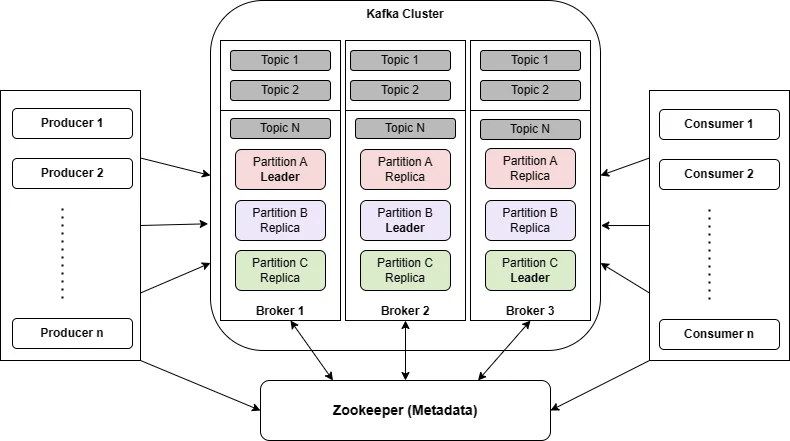 Kafka Cluster
Topic 1
Topic 2
Topic N
Partition A
Leader
Partition B
Replica
Partition C
Replica
Broker 1
Topic 1
Topic 2
Topic N
Partition A
Replica
Partition B
Leader
Partition C
Replica
Broker 2
Topic 1
Topic 2
Topic N
Partition A
Replica
Partition B
Replica
Partition C
Leader
Broker 3
Producer 1
Producer 2
Producer n
Consumer 1
Consumer 2
Consumer n
Zookeeper (Metadata)